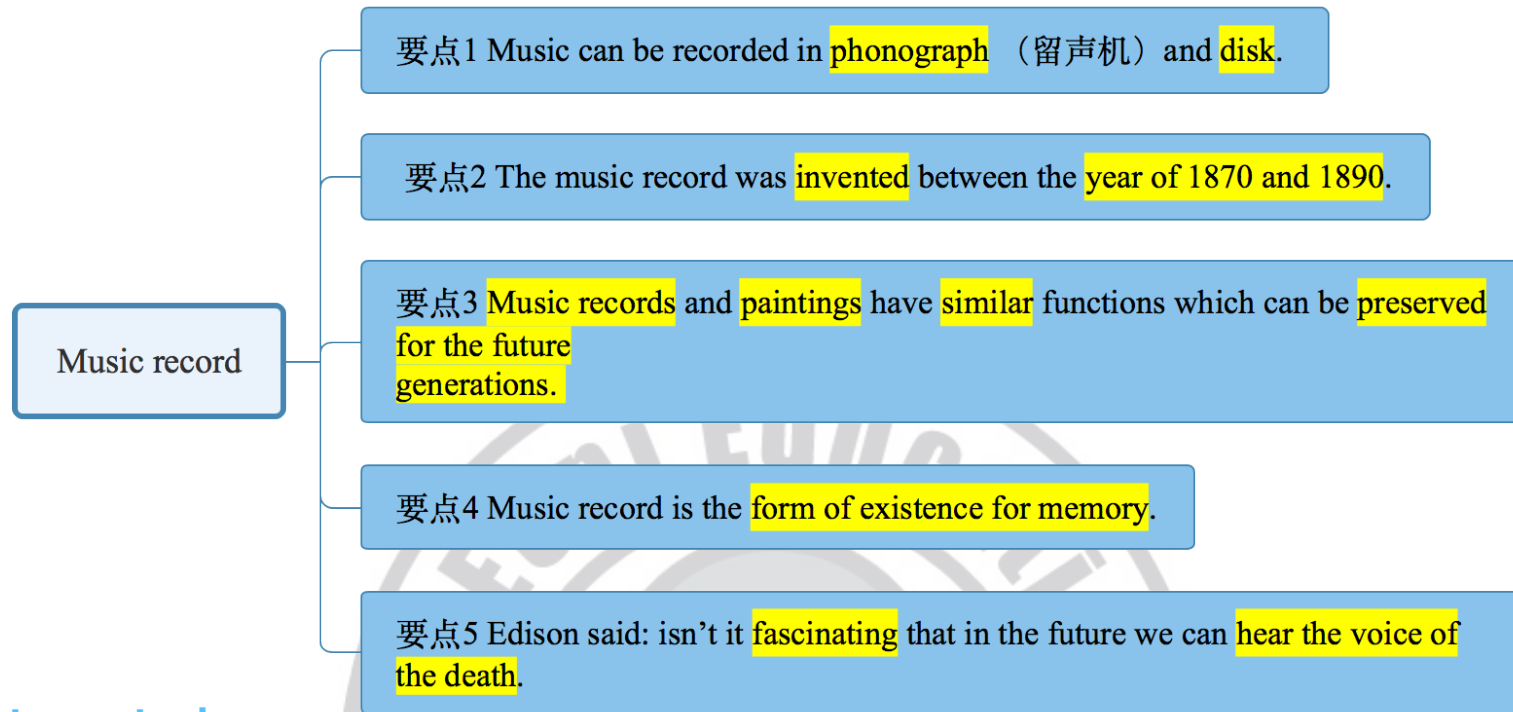 要点1 Music can be recorded in phonograph （留声机）and disk.
要点2 The music record was invented between the year of 1870 and 1890.
Music record
要点3 Music records and paintings have similar functions which can be preserved
for the future
generations.
要点4 Music record is the form of existence for memory.
要点5 Edison said: isn’t it fascinating that in the future we can hear the voice of
the death.